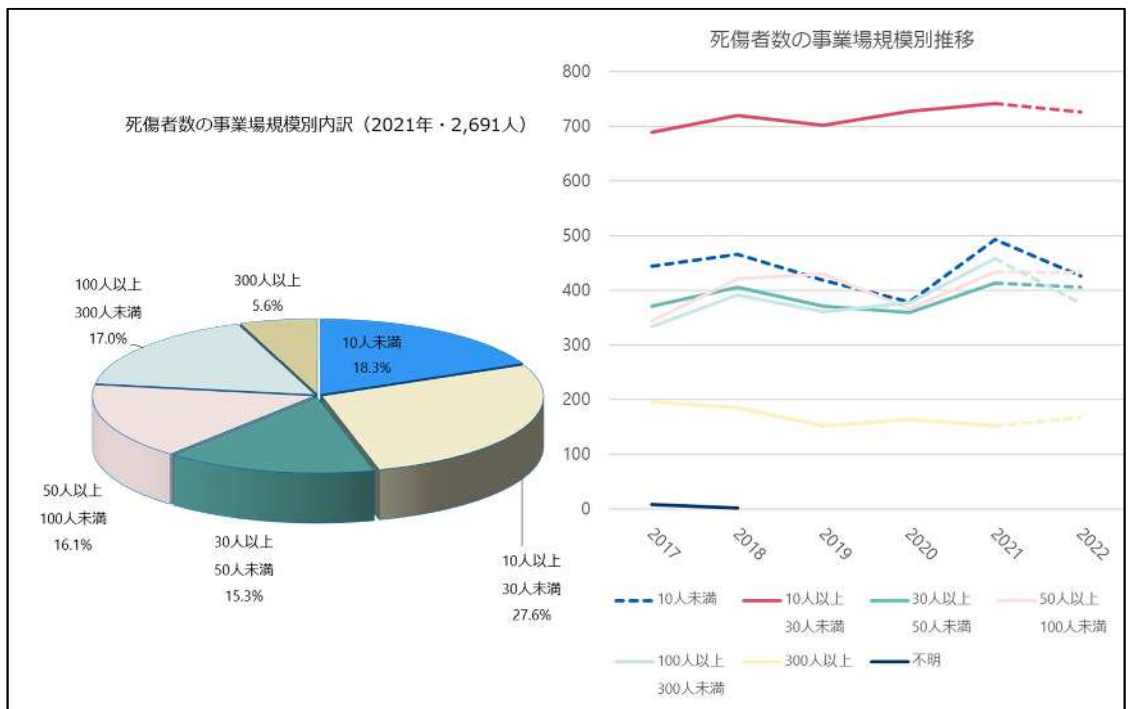 死傷者数の事業場規模別内訳（2021年・2,691人）
300人以上
5.6%
10人未満
18.3%
100人以上
300人未満
17.0%
50人以上
100人未満
16.1%
30人以上
50人未満
15.3%
10人以上
30人未満
27.6%
死傷者数の事業場規模別推移
800
700
600
500
400
300
200
100
0
2017
2018
2019
2020
2021
2022
10人未満
10人以上
30人未満
30人以上
50人未満
50人以上
100人未満
100人以上
300人未満
300人以上
不明